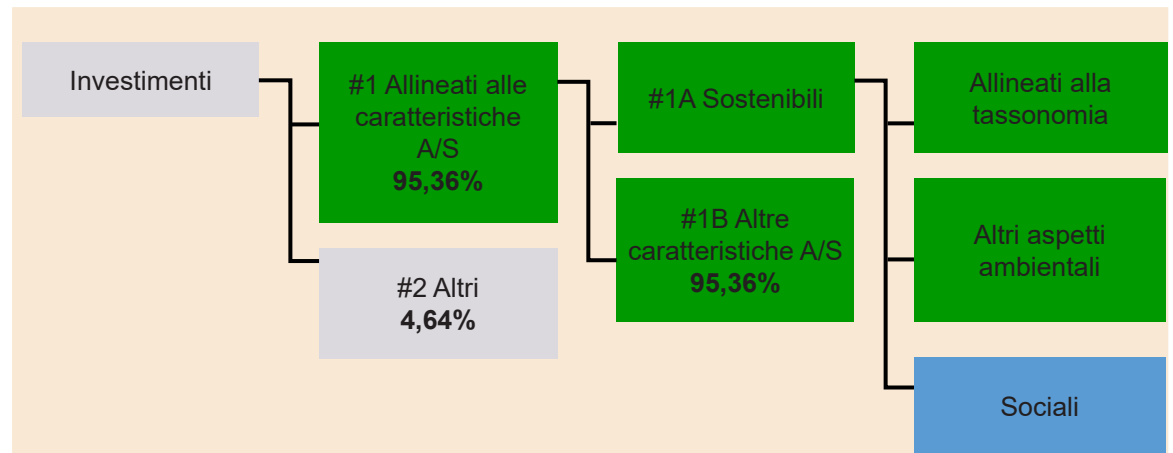 Investimenti
#1 Allineati alle
caratteristiche
A/S
95,36%
#2 Altri
4,64%
#1A Sostenibili
#1B Altre
caratteristiche A/S
95,36%
Allineati alla
tassonomia
Altri aspetti
ambientali
Sociali